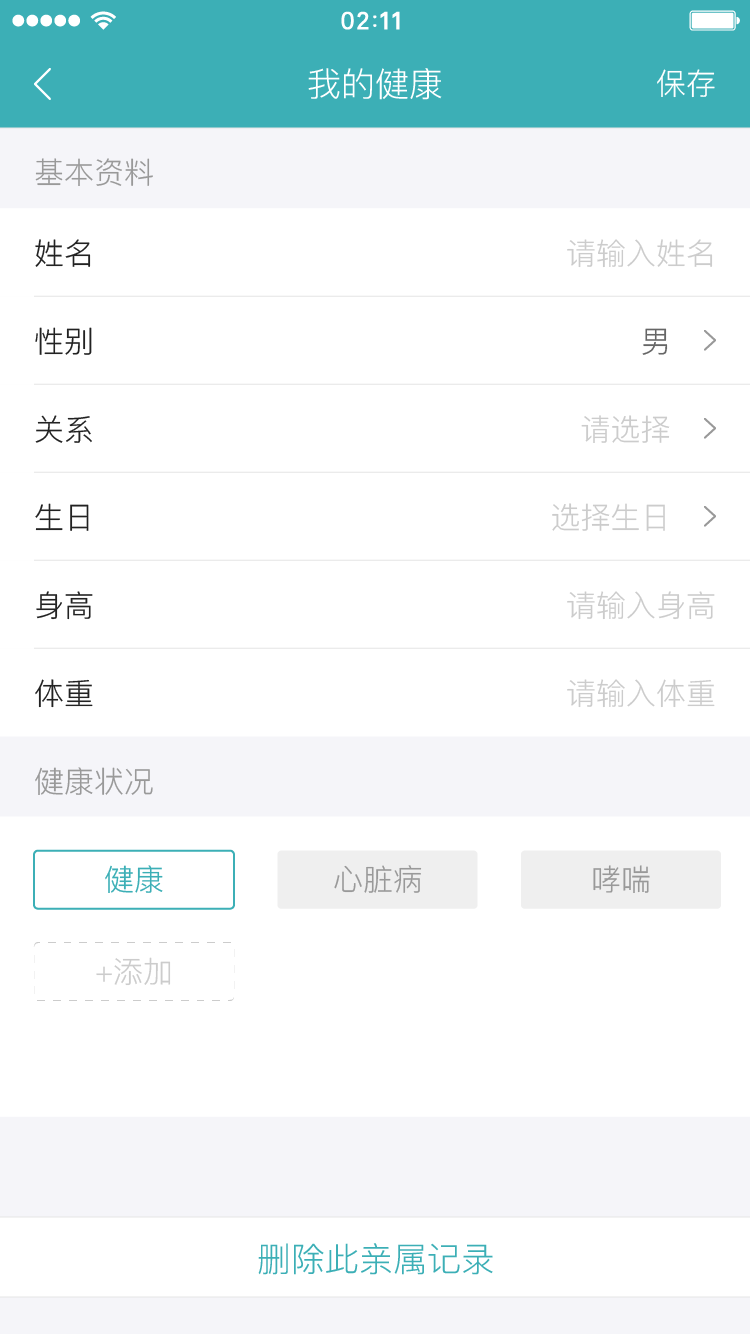 02:11
我的健康 保存
基本资料
姓名 请输入姓名
性别 男
关系 请选择
生日 选择生日
身高 请输入身高
体重 请输入体重
健康状况
健康 心脏病 哮喘
+添加
删除此亲属记录